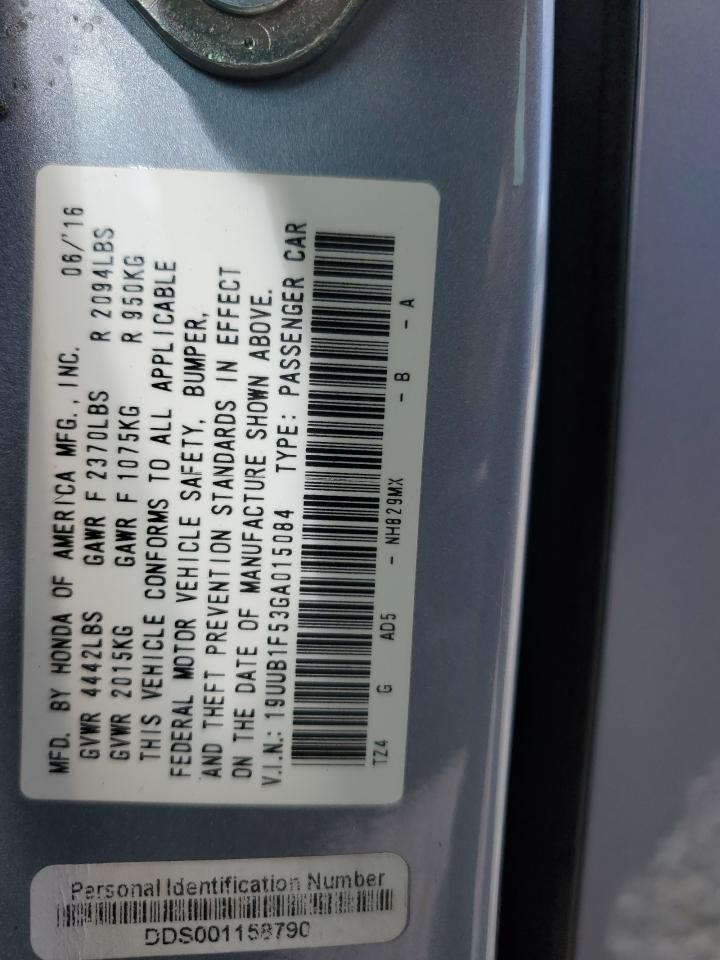 MFD. BY HONDA OF AMERICA MFG., INC. 06/'16
GVWR 4442LBS GAWR F 2370LBS R 2094LBS
GVWR 2015KG GAWR F 1075KG R 950KG
THIS VEHICLE CONFORMS TO ALL APPLICABLE
FEDERAL MOTOR VEHICLE SAFETY, BUMPER,
AND THEFT PREVENTION STANDARDS IN EFFECT
ON THE DATE OF MANUFACTURE SHOWN ABOVE.
V.I.N.: 19UUB1F53GA015084 TYPE: PASSENGER CAR
TZ4 G AD5 - NH829MX - B - A
Personal Identification Number
DDS001158790